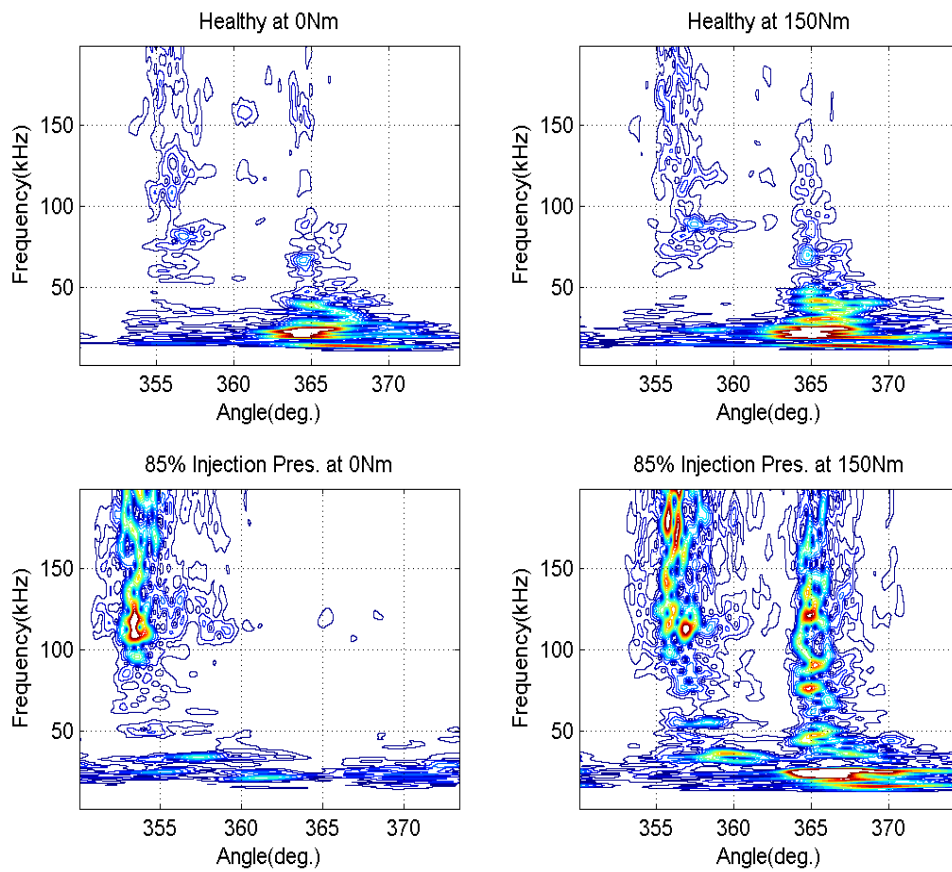 Healthy at 0Nm
Frequency(kHz)
150
100
50
355
360
365
370
Angle(deg.)
Healthy at 150Nm
Frequency(kHz)
150
100
50
355
360
365
370
Angle(deg.)
85% Injection Pres. at 0Nm
Frequency(kHz)
150
100
50
355
360
365
370
Angle(deg.)
85% Injection Pres. at 150Nm
Frequency(kHz)
150
100
50
355
360
365
370
Angle(deg.)